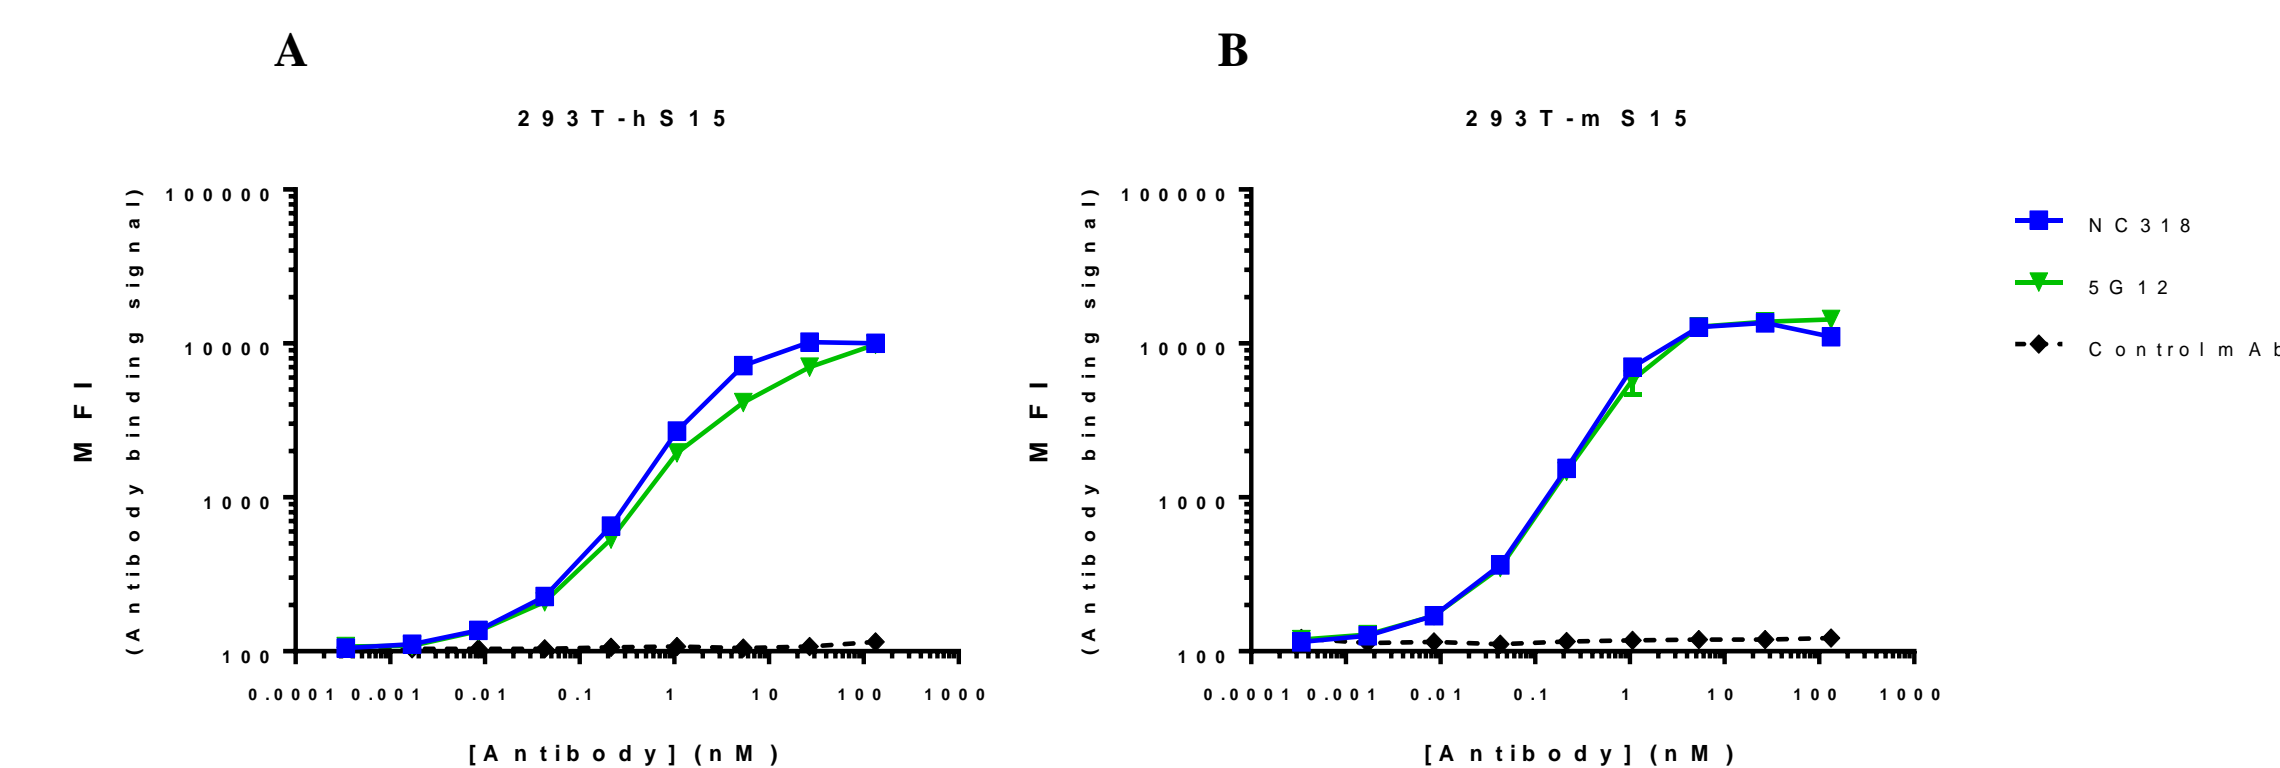 A
293T-hS15
100000
10000
1000
100
MFI
(Antibody binding signal)
0.0001 0.001 0.01 0.1 1 10 100 1000
[Antibody] (nM)
B
293T-mS15
100000
10000
1000
100
MFI
(Antibody binding signal)
0.0001 0.001 0.01 0.1 1 10 100 1000
[Antibody] (nM)
NC318
5G12
Control mAb